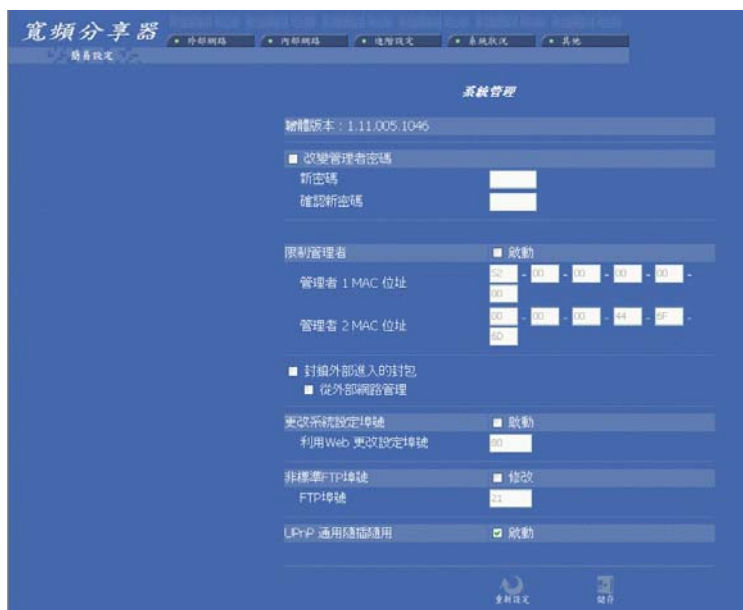 寬頻分享器
• 外部網路 • 內部網路 • 進階設定 • 系統狀況 • 其他
簡易設定
系統管理
韌體版本：1.11.005.1046
改變管理者密碼
新密碼
確認新密碼
限制管理者 啟動
管理者 1 MAC 位址 52 - 00 - 00 - 00 - 00 -
00
管理者 2 MAC 位址 00 - 00 - 00 - 44 - 6F -
6D
封鎖外部進入的封包
從外部網路管理
更改系統設定埠號 啟動
利用Web 更改設定埠號 80
非標準FTP埠號 修改
FTP埠號 21
UPnP 通用隨插隨用 啟動
重新設定 儲存